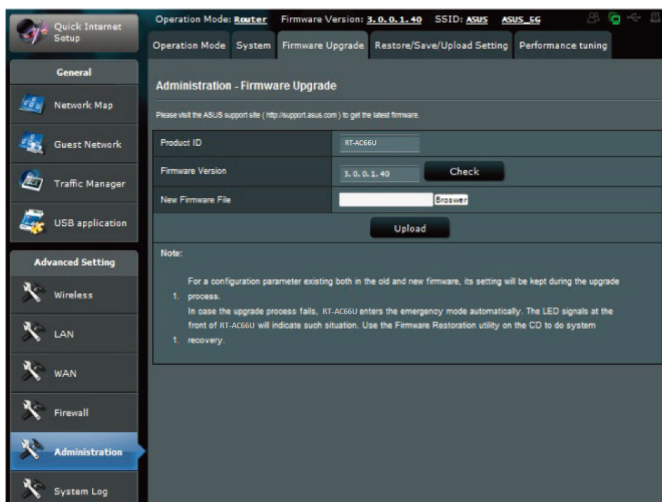 Quick Internet
Setup
General
Network Map
Guest Network
Traffic Manager
USB application
Advanced Setting
Wireless
LAN
WAN
Firewall
Administration
System Log
Operation Mode: Router Firmware Version: 3.0.0.1.40 SSID: ASUS ASUS_5G
Operation Mode System Firmware Upgrade Restore/Save/Upload Setting Performance tuning
Administration - Firmware Upgrade
Please visit the ASUS support site ( http://support.asus.com ) to get the latest firmware.
Product ID RT-AC66U
Firmware Version 3.0.0.1.40 Check
New Firmware File Broswer
Upload
Note:
For a configuration parameter existing both in the old and new firmware, its setting will be kept during the upgrade
1. process.
In case the upgrade process fails, RT-AC66U enters the emergency mode automatically. The LED signals at the
front of RT-AC66U will indicate such situation. Use the Firmware Restoration utility on the CD to do system
1. recovery.